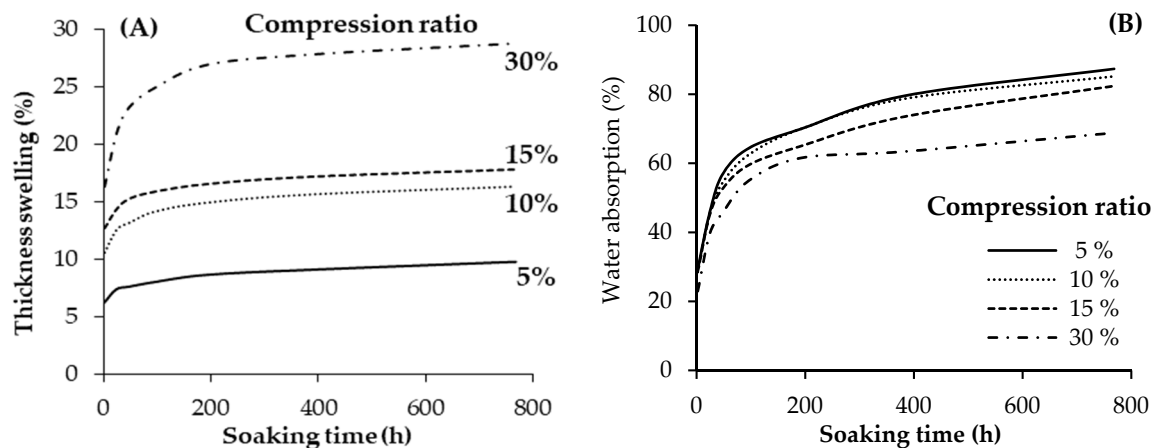 (A)
Compression ratio
30%
15%
10%
5%
Thickness swelling (%)
30
25
20
15
10
5
0
0 200 400 600 800
Soaking time (h)
(B)
Water absorption (%)
100
80
60
40
20
0
Compression ratio
5 %
10 %
15 %
30 %
0 200 400 600 800
Soaking time (h)